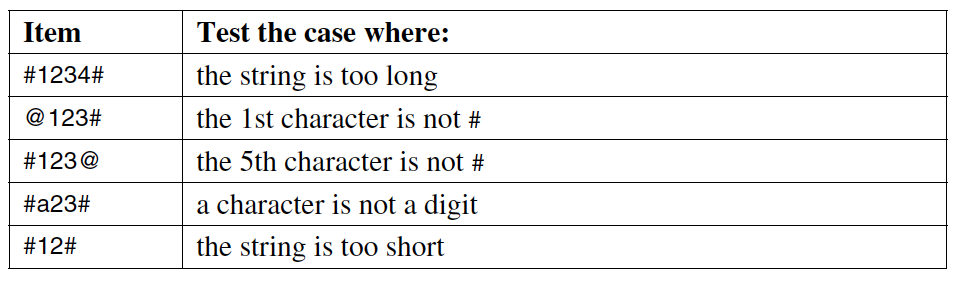 Item Test the case where:
#1234# the string is too long
@123# the 1st character is not #
#123@ the 5th character is not #
#a23# a character is not a digit
#12# the string is too short